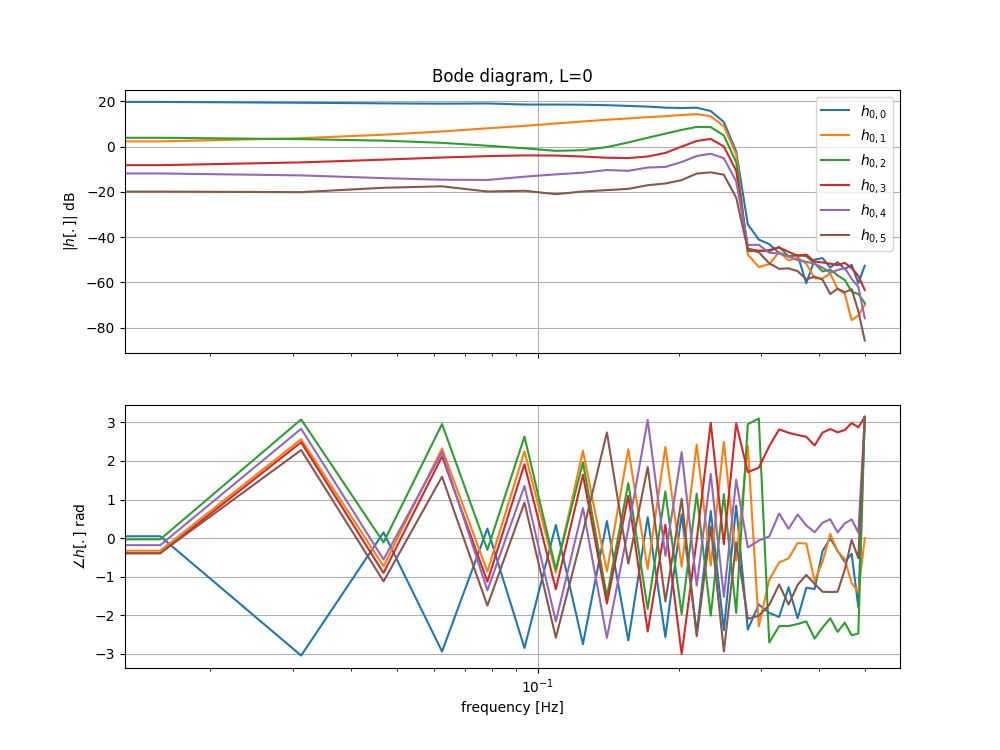 Bode diagram, L=0
|h[.]| dB
20
0
−20
−40
−60
−80
h0,0
h0,1
h0,2
h0,3
h0,4
h0,5
∠h[.] rad
3
2
1
0
−1
−2
−3
10−1
frequency [Hz]